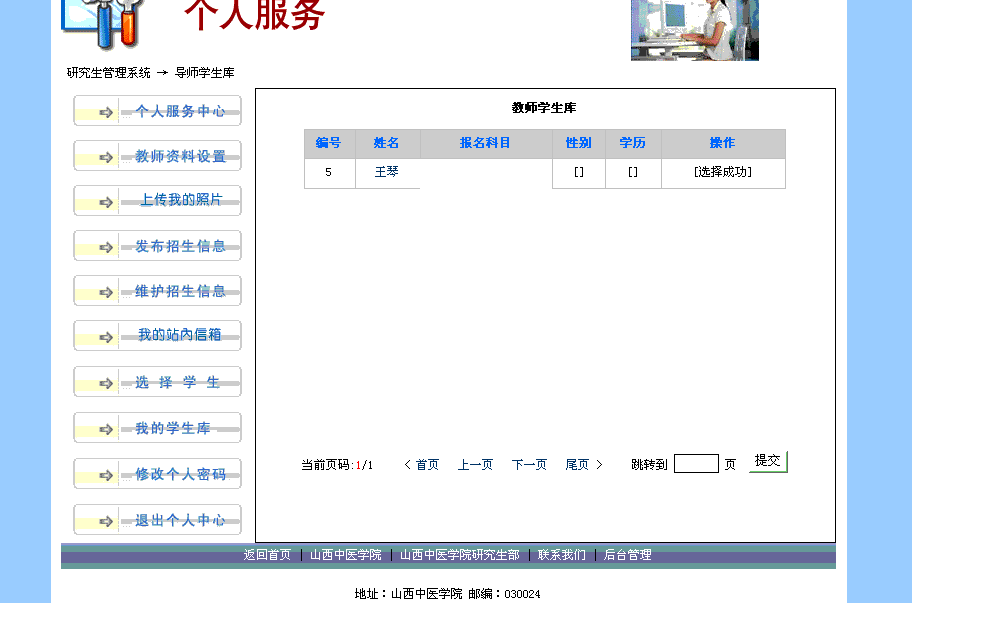 个人服务
研究生管理系统 → 导师学生库
个人服务中心
教师资料设置
上传我的照片
发布招生信息
维护招生信息
我的站内信箱
选 择 学 生
我的学生库
修改个人密码
退出个人中心
教师学生库
编号 姓名 报名科目 性别 学历 操作
5 王琴 [] [] [选择成功]
当前页码:1/1 < 首页 上一页 下一页 尾页 > 跳转到 页 提交
返回首页 | 山西中医学院 | 山西中医学院研究生部 | 联系我们 | 后台管理
地址：山西中医学院 邮编：030024